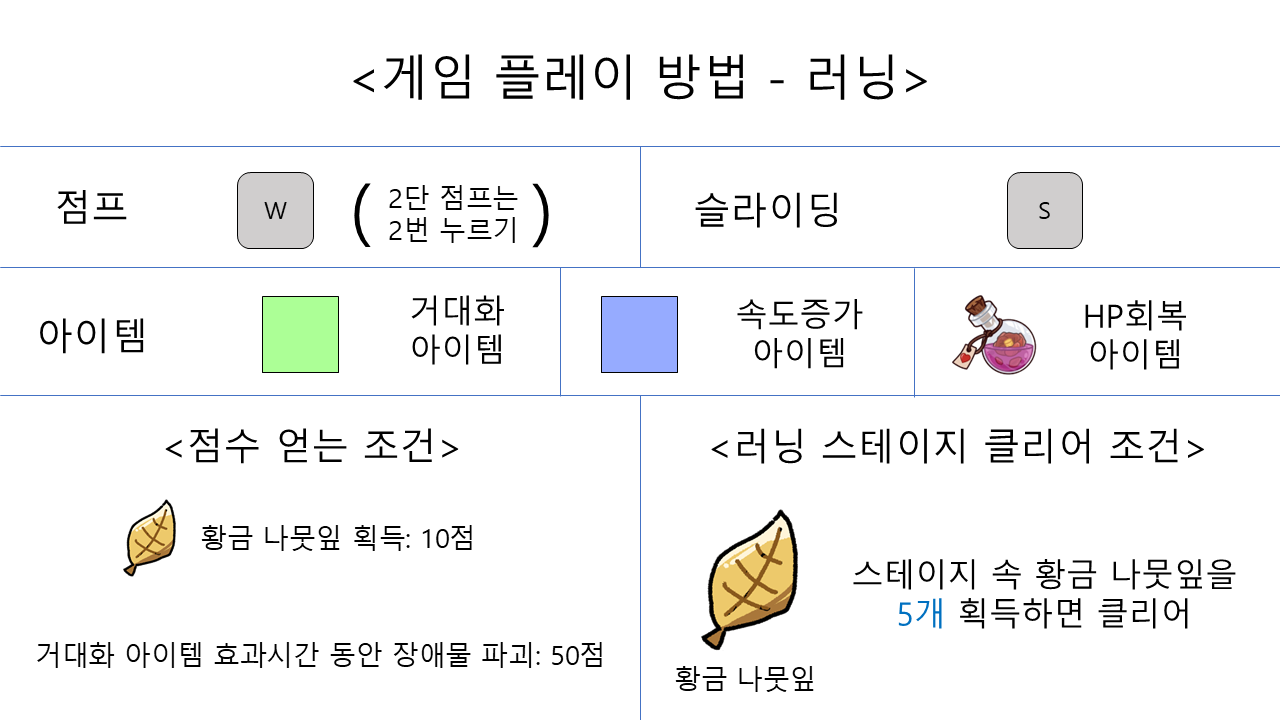 <게임 플레이 방법 - 러닝>
점프
W
( 2단 점프는
2번 누르기 )
슬라이딩
S
아이템
거대화
아이템
속도증가
아이템
HP회복
아이템
<점수 얻는 조건>
황금 나뭇잎 획득: 10점
거대화 아이템 효과시간 동안 장애물 파괴: 50점
<러닝 스테이지 클리어 조건>
스테이지 속 황금 나뭇잎을
5개 획득하면 클리어
황금 나뭇잎